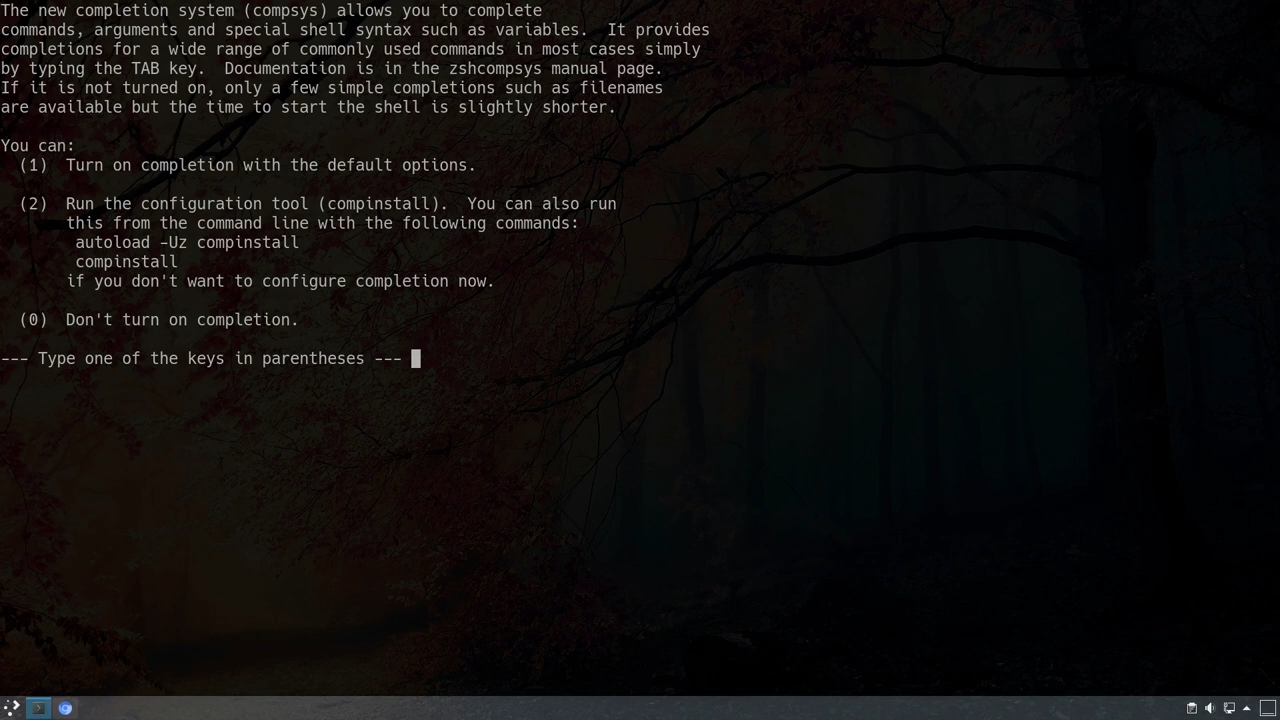 The new completion system (compsys) allows you to complete
commands, arguments and special shell syntax such as variables.  It provides
completions for a wide range of commonly used commands in most cases simply
by typing the TAB key.  Documentation is in the zshcompsys manual page.
If it is not turned on, only a few simple completions such as filenames
are available but the time to start the shell is slightly shorter.

You can:
  (1)  Turn on completion with the default options.

  (2)  Run the configuration tool (compinstall).  You can also run
       this from the command line with the following commands:
        autoload -Uz compinstall
        compinstall
       if you don't want to configure completion now.

  (0)  Don't turn on completion.

--- Type one of the keys in parentheses ---